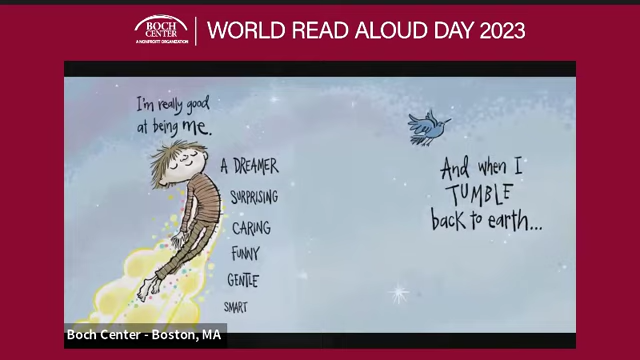 BOCH
CENTER
A NONPROFIT ORGANIZATION
WORLD READ ALOUD DAY 2023
I'm really good
at being me.
A DREAMER
SURPRISING
CARING
FUNNY
GENTLE
SMART
And when I
TUMBLE
back to earth...
Boch Center - Boston, MA